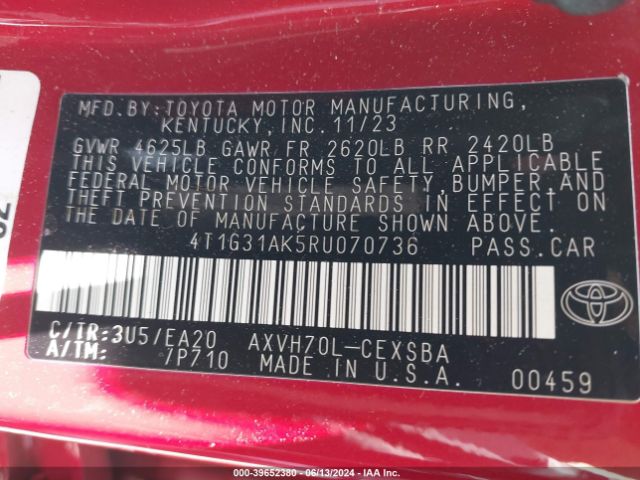 MFD.BY:TOYOTA MOTOR MANUFACTURING,
KENTUCKY,INC.11/23
GVWR 4625LB GAWR FR 2620LB RR 2420LB
THIS VEHICLE CONFORMS TO ALL APPLICABLE
FEDERAL MOTOR VEHICLE SAFETY,BUMPER,AND
THEFT PREVENTION STANDARDS IN EFFECT ON
THE DATE OF MANUFACTURE SHOWN ABOVE.
4T1G31AK5RU070736 PASS.CAR
C/TR:3U5/EA20 AXVH70L-CEXSBA
A/TM: /P710 MADE IN U.S.A. 00459
000-39652380 - 06/13/2024 - IAA Inc.